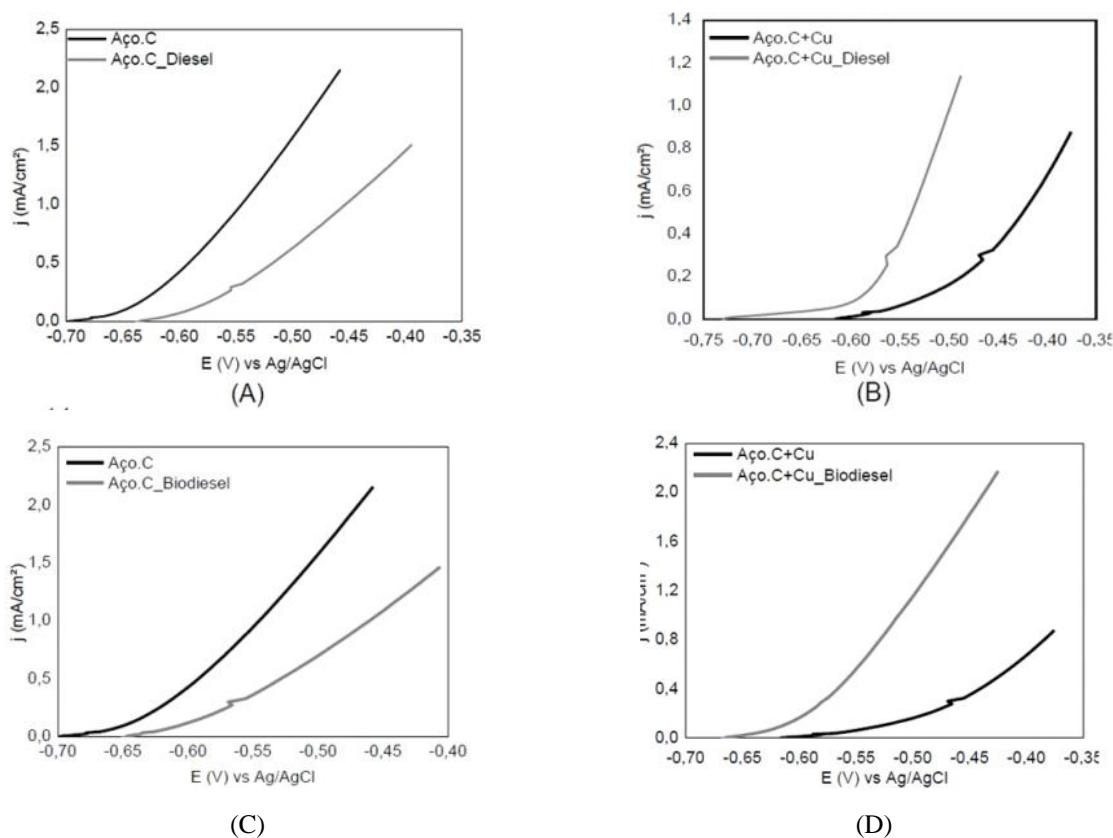 2,5
Aço.C
Aço.C_Diesel
2,0
1,5
1,0
0,5
0,0
j (mA/cm²)
-0,70 -0,65 -0,60 -0,55 -0,50 -0,45 -0,40 -0,35
E (V) vs Ag/AgCl
(A)
1,4
Aço.C+Cu
Aço.C+Cu_Diesel
1,2
1,0
0,8
0,6
0,4
0,2
0,0
j (mA/cm²)
-0,75 -0,70 -0,65 -0,60 -0,55 -0,50 -0,45 -0,40 -0,35
E (V) vs Ag/AgCl
(B)
2,5
Aço.C
Aço.C_Biodiesel
2,0
1,5
1,0
0,5
0,0
j (mA/cm²)
-0,70 -0,65 -0,60 -0,55 -0,50 -0,45 -0,40
E (V) vs Ag/AgCl
(C)
2,4
Aço.C+Cu
Aço.C+Cu_Biodiesel
2,0
1,6
1,2
0,8
0,4
0,0
-0,70 -0,65 -0,60 -0,55 -0,50 -0,45 -0,40 -0,35
E (V) vs Ag/AgCl
(D)